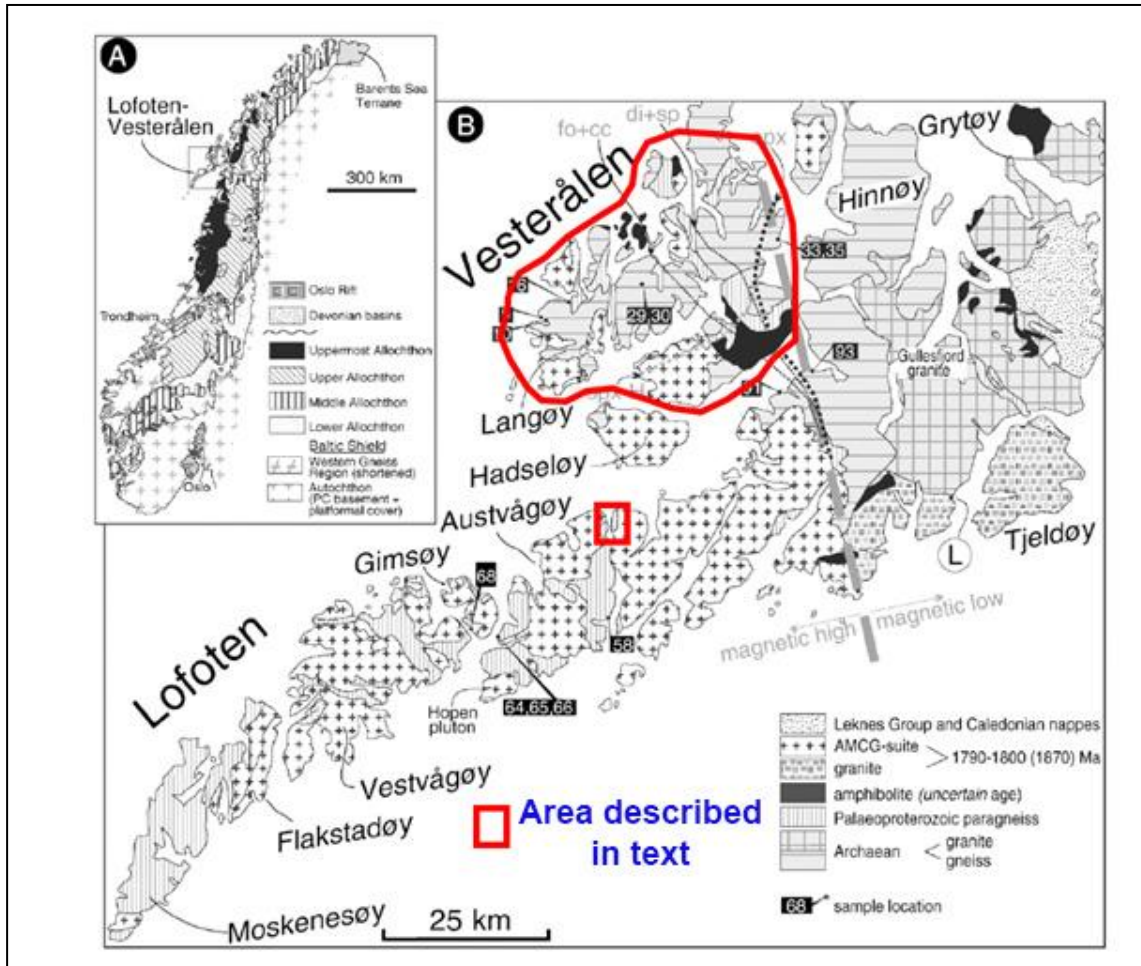 A
Barents Sea
Terrane
Lofoten-
Vesterålen
300 km
Trondheim
Oslo
Oslo Rift
Devonian basins
Uppermost Allochthon
Upper Allochthon
Middle Allochthon
Lower Allochthon
Baltic Shield
Western Gneiss
Region (shortened)
Autochthon
(PC basement +
platformal cover)
B
di+sp
fo+cc
px
Grytøy
Hinnøy
Vesterålen
33,35
29,30
93
Gullesfjord
granite
Langøy
Hadseløy
Austvågøy
Tjeldøy
L
Gimsøy
68
magnetic high
magnetic low
58
Lofoten
Hopen
pluton
64,65,66
Vestvågøy
Flakstadøy
Moskenesøy
Area described
in text
25 km
Leknes Group and Caledonian nappes
AMCG-suite
granite
1790-1800 (1870) Ma
amphibolite (uncertain age)
Palaeoproterozoic paragneiss
Archaean
granite
gneiss
68 sample location